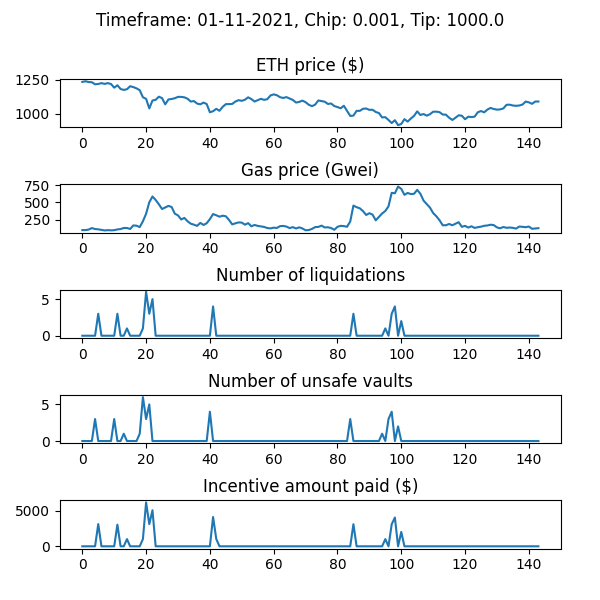 Timeframe: 01-11-2021, Chip: 0.001, Tip: 1000.0
ETH price ($)
1250
1000
0 20 40 60 80 100 120 140
Gas price (Gwei)
750
500
250
0 20 40 60 80 100 120 140
Number of liquidations
5
0
0 20 40 60 80 100 120 140
Number of unsafe vaults
5
0
0 20 40 60 80 100 120 140
Incentive amount paid ($)
5000
0
0 20 40 60 80 100 120 140